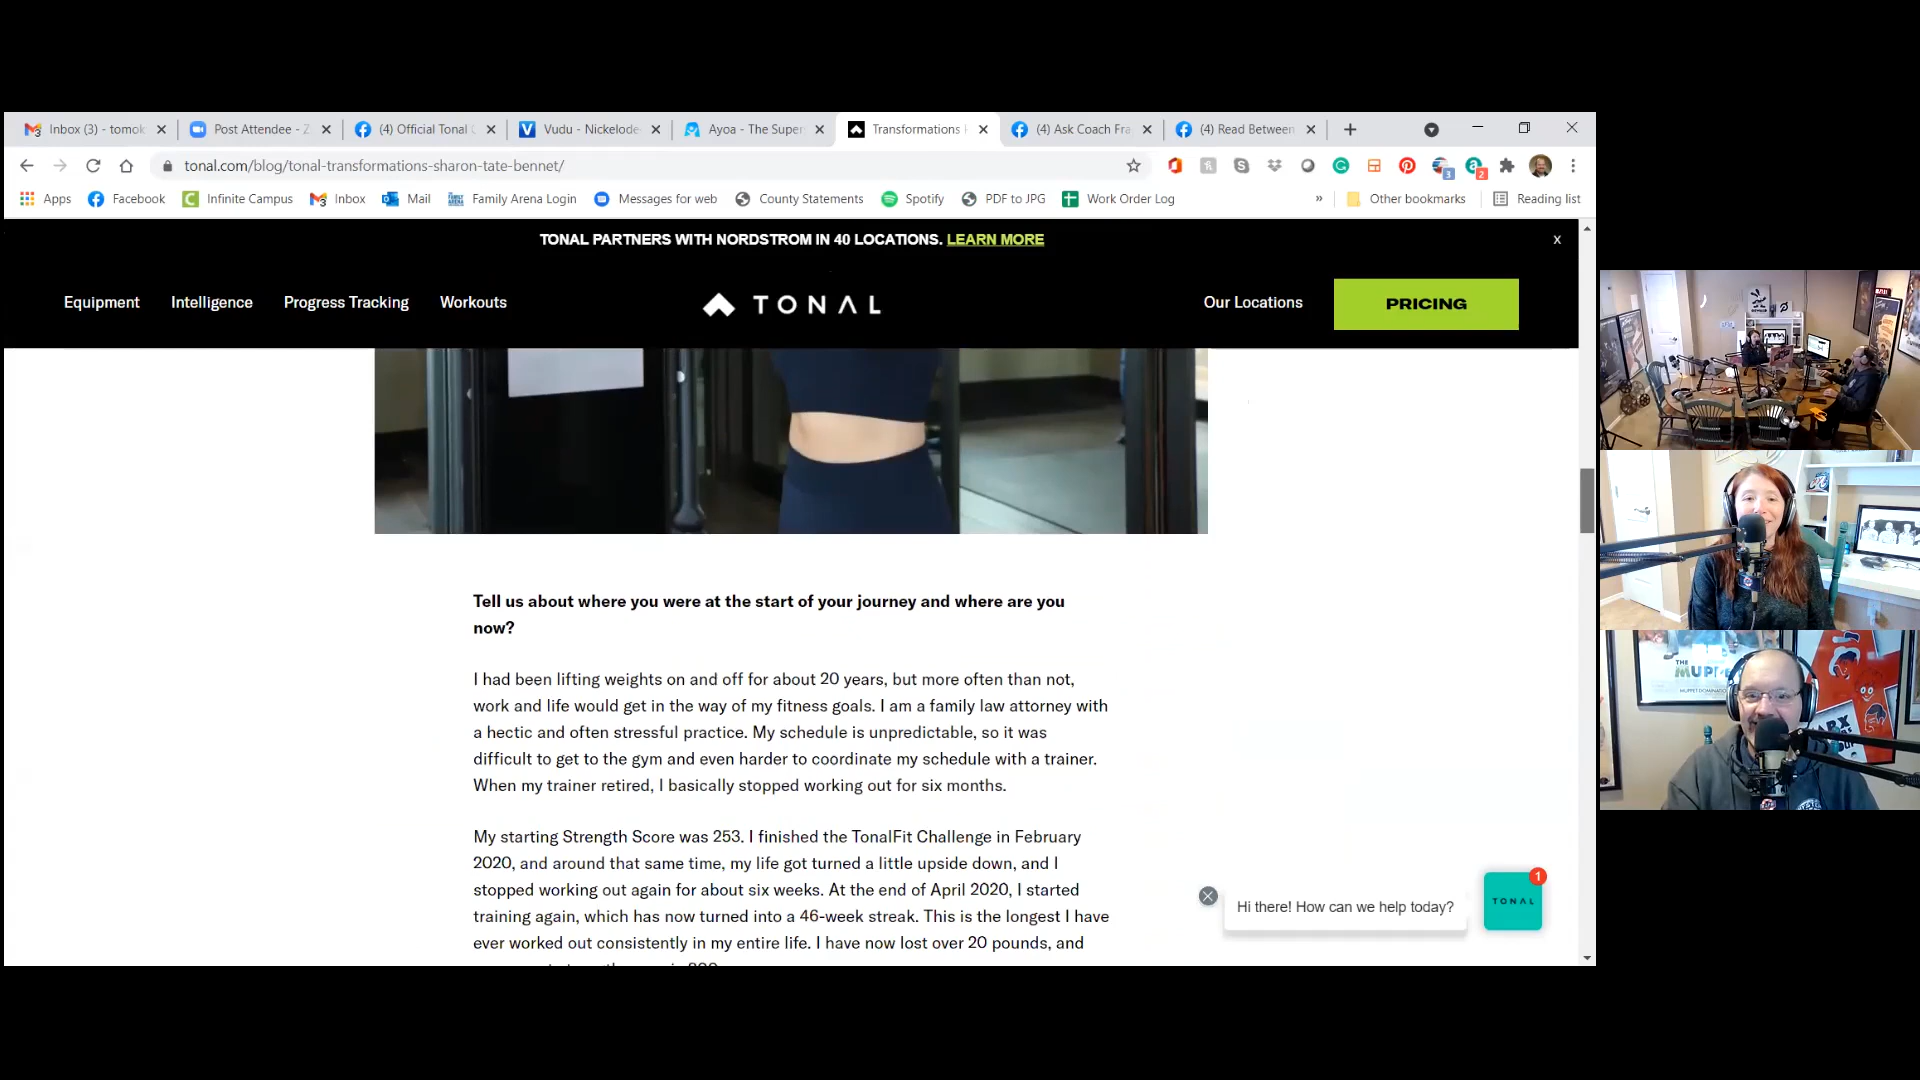 Inbox (3) - tomok
Post Attendee - Z
(4) Official Tonal C
Vudu - Nickelode
Ayoa - The Super
Transformations
(4) Ask Coach Fra
(4) Read Between
tonal.com/blog/tonal-transformations-sharon-tate-bennet/
3
2
Apps
Facebook
Infinite Campus
Inbox
Mail
Family Arena Login
Messages for web
County Statements
Spotify
PDF to JPG
Work Order Log
»
Other bookmarks
Reading list
TONAL PARTNERS WITH NORDSTROM IN 40 LOCATIONS. LEARN MORE
x
Equipment
Intelligence
Progress Tracking
Workouts
TONAL
Our Locations
PRICING
Tell us about where you were at the start of your journey and where are you
now?
I had been lifting weights on and off for about 20 years, but more often than not,
work and life would get in the way of my fitness goals. I am a family law attorney with
a hectic and often stressful practice. My schedule is unpredictable, so it was
difficult to get to the gym and even harder to coordinate my schedule with a trainer.
When my trainer retired, I basically stopped working out for six months.
My starting Strength Score was 253. I finished the TonalFit Challenge in February
2020, and around that same time, my life got turned a little upside down, and I
stopped working out again for about six weeks. At the end of April 2020, I started
training again, which has now turned into a 46-week streak. This is the longest I have
ever worked out consistently in my entire life. I have now lost over 20 pounds, and
Hi there! How can we help today?
TONAL
1
THE
MUPPE